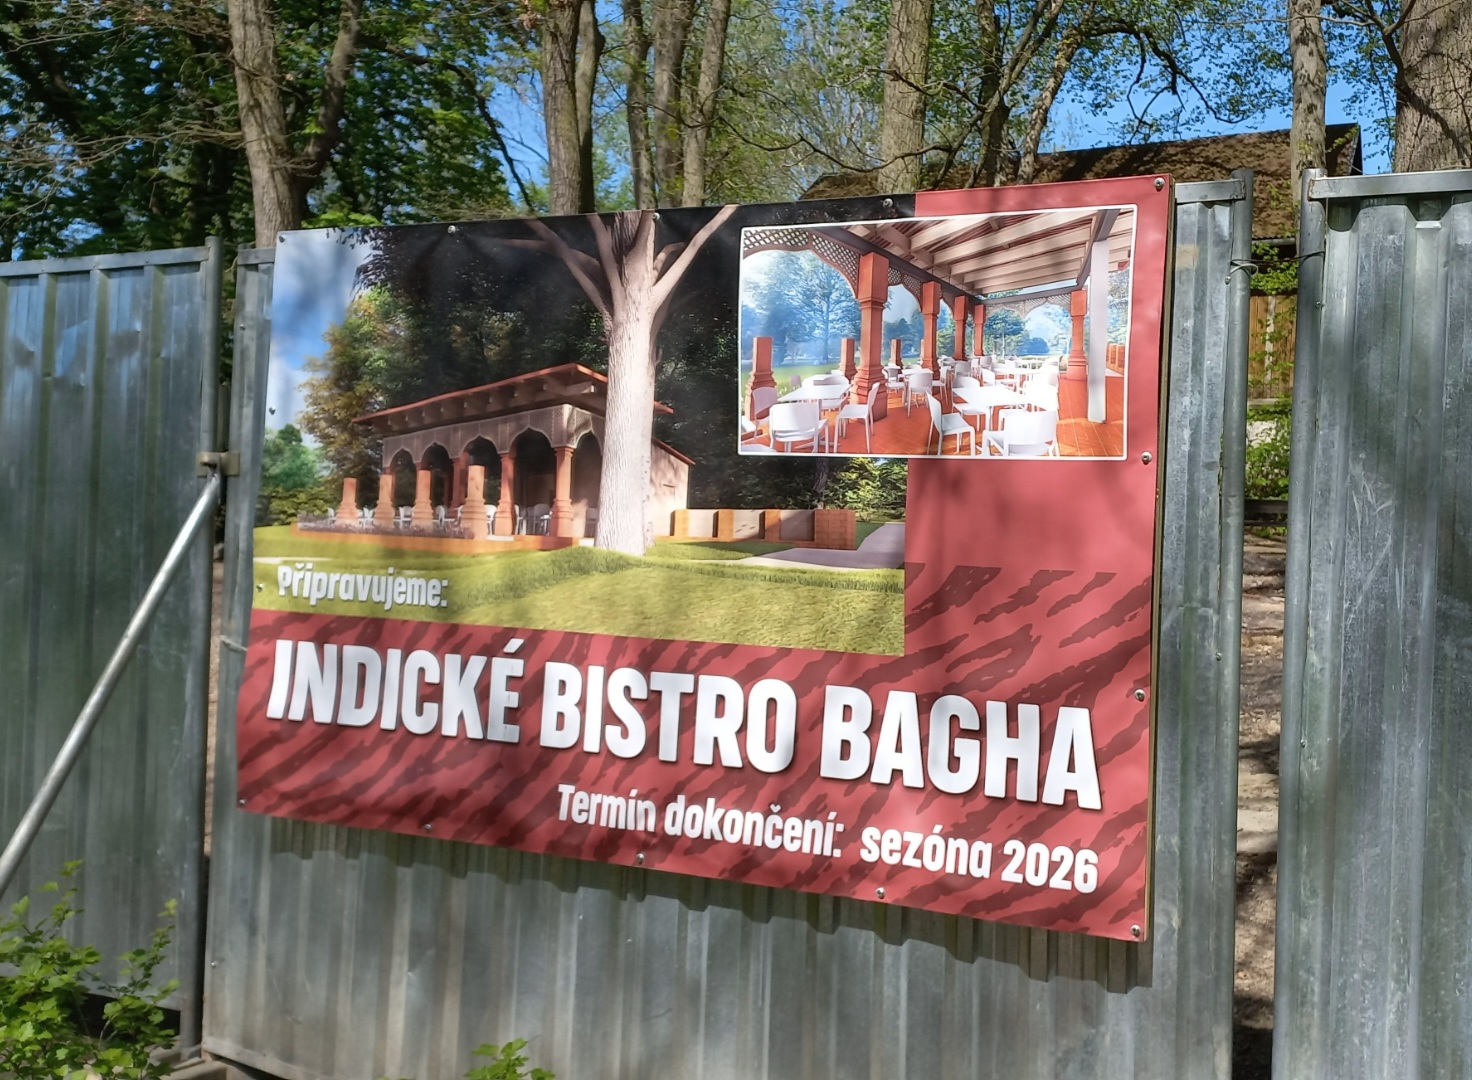 Připravujeme:
INDICKÉ BISTRO BAGHA
Termín dokončení: sezóna 2026